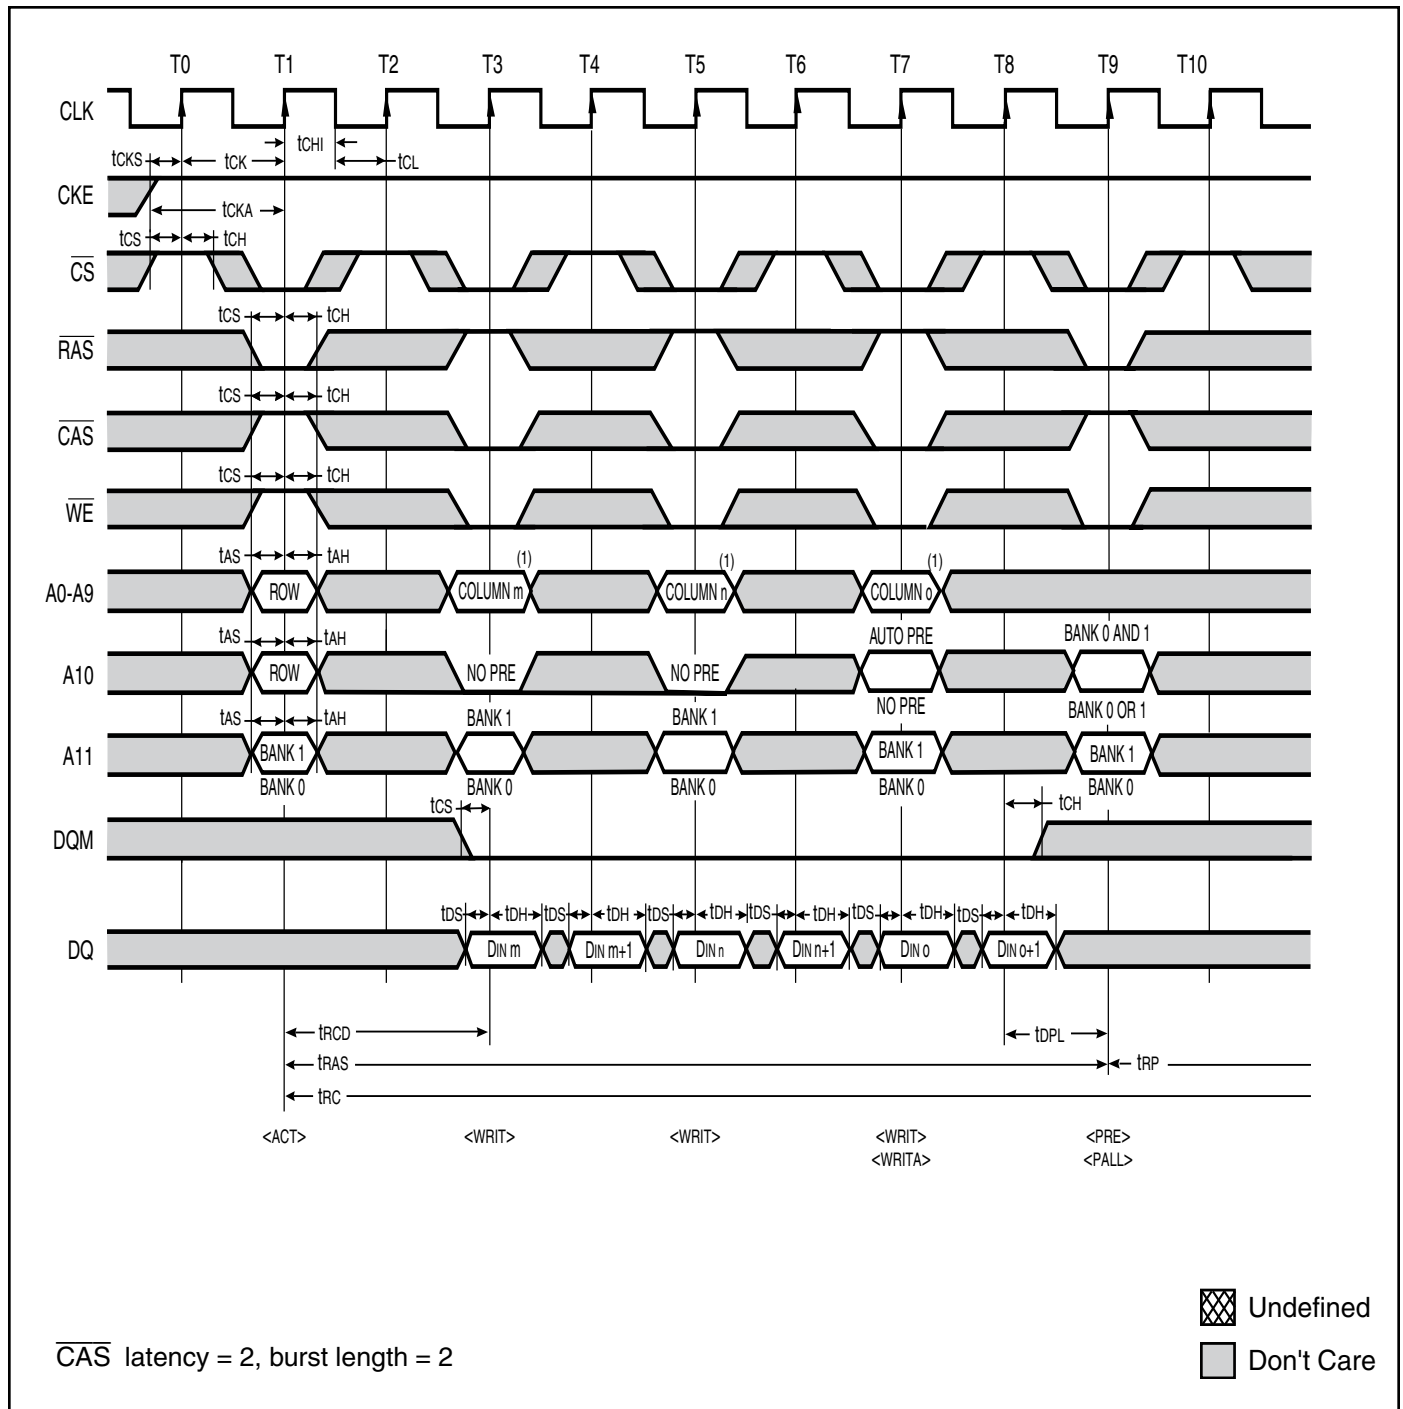 T0 T1 T2 T3 T4 T5 T6 T7 T8 T9 T10
CLK
tCHI
tCKS tCK tCL
CKE
tCKA
tCS tCH
CS
tCS tCH
RAS
tCS tCH
CAS
tCS tCH
WE
tAS tAH (1) (1) (1)
A0-A9 ROW COLUMN m COLUMN n COLUMN o
tAS tAH AUTO PRE BANK 0 AND 1
A10 ROW NO PRE NO PRE
NO PRE BANK 0 OR 1
tAS tAH BANK 1 BANK 1
A11 BANK 1 BANK 1 BANK 1
BANK 0 BANK 0 BANK 0 BANK 0 BANK 0
tCS tCH
DQM
tDS tDH tDS tDH tDS tDH tDS tDH tDS tDH tDS tDH
DQ DIN m DIN m+1 DIN n DIN n+1 DIN o DIN o+1
tRCD tDPL
tRAS tRP
tRC
<ACT> <WRIT> <WRIT> <WRIT> <PRE>
<WRITA> <PALL>
Undefined
CAS latency = 2, burst length = 2
Don't Care